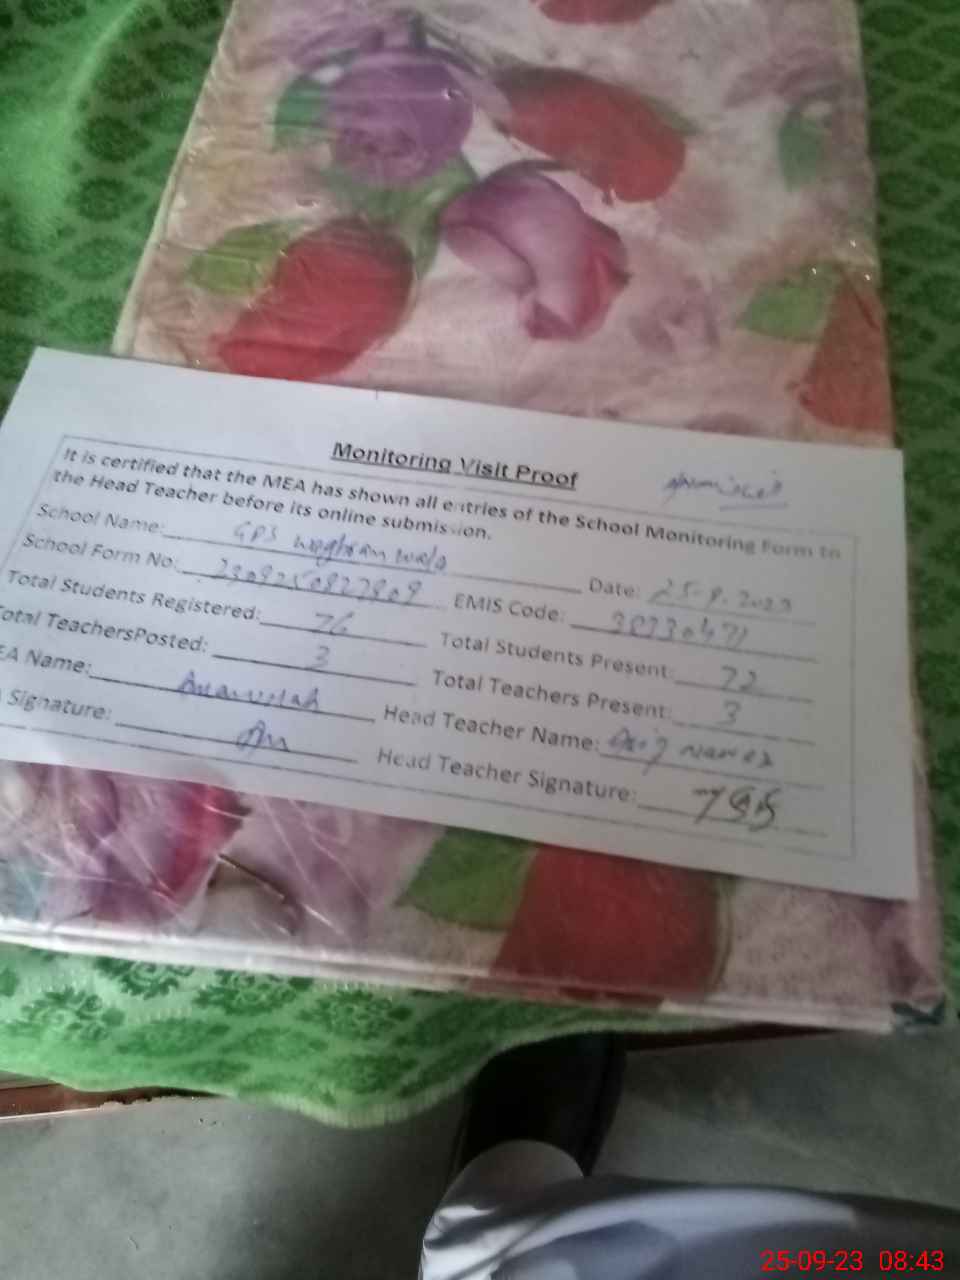 Monitoring Visit Proof
It is certified that the MEA has shown all entries of the School Monitoring Form to
the Head Teacher before its online submission.
School Name: GPS Date: 25-9-2023
School Form No: EMIS Code: 38230471
Total Students Registered: 76 Total Students Present: 72
Total TeachersPosted: 3 Total Teachers Present: 3
EA Name: Head Teacher Name:
Signature: Head Teacher Signature:
25-09-23 08:43